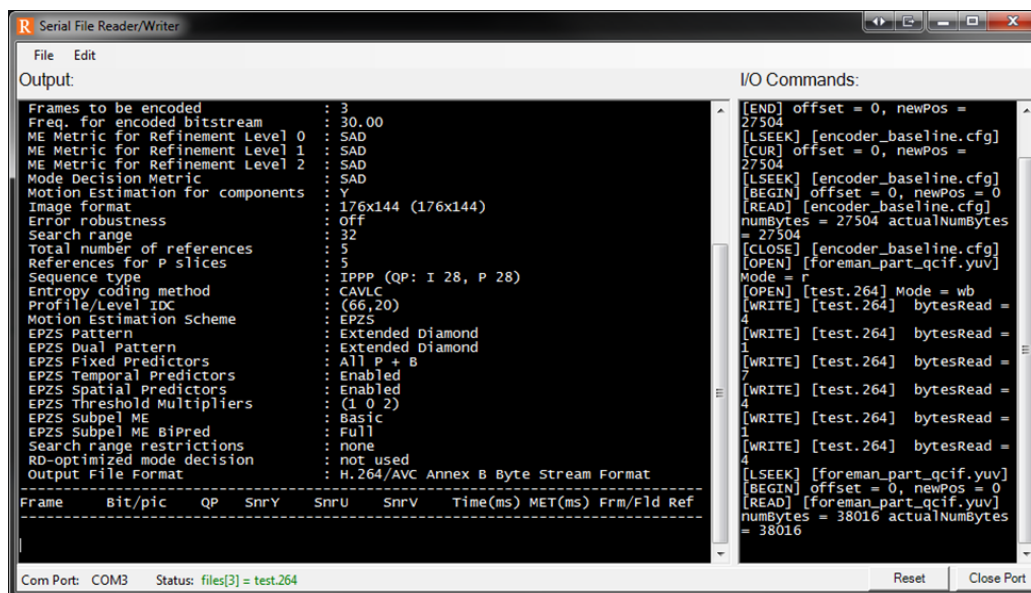 Serial File Reader/Writer
File Edit
Output:
Frames to be encoded : 3
Freq. for encoded bitstream : 30.00
ME Metric for Refinement Level 0 : SAD
ME Metric for Refinement Level 1 : SAD
ME Metric for Refinement Level 2 : SAD
Mode Decision Metric : SAD
Motion Estimation for components : Y
Image format : 176x144 (176x144)
Error robustness : Off
Search range : 32
Total number of references : 5
References for P slices : 5
Sequence type : IPPP (QP: I 28, P 28)
Entropy coding method : CAVLC
Profile/Level IDC : (66,20)
Motion Estimation Scheme : EPZS
EPZS Pattern : Extended Diamond
EPZS Dual Pattern : Extended Diamond
EPZS Fixed Predictors : All P + B
EPZS Temporal Predictors : Enabled
EPZS Spatial Predictors : Enabled
EPZS Threshold Multipliers : (1 0 2)
EPZS Subpel ME : Basic
EPZS Subpel ME BiPred : Full
Search range restrictions : none
RD-optimized mode decision : not used
Output File Format : H.264/AVC Annex B Byte Stream Format
Frame Bit/pic QP SnrY SnrU SnrV Time(ms) MET(ms) Frm/Fld Ref
I/O Commands:
[END] offset = 0, newPos =
27504
[LSEEK] [encoder_baseline.cfg]
[CUR] offset = 0, newPos =
27504
[LSEEK] [encoder_baseline.cfg]
[BEGIN] offset = 0, newPos = 0
[READ] [encoder_baseline.cfg]
numBytes = 27504 actualNumBytes
= 27504
[CLOSE] [encoder_baseline.cfg]
[OPEN] [foreman_part_qcif.yuv]
Mode = r
[OPEN] [test.264] Mode = wb
[WRITE] [test.264] bytesRead =
4
[WRITE] [test.264] bytesRead =
1
[WRITE] [test.264] bytesRead =
7
[WRITE] [test.264] bytesRead =
4
[WRITE] [test.264] bytesRead =
1
[WRITE] [test.264] bytesRead =
4
[LSEEK] [foreman_part_qcif.yuv]
[BEGIN] offset = 0, newPos = 0
[READ] [foreman_part_qcif.yuv]
numBytes = 38016 actualNumBytes
= 38016
Com Port: COM3 Status: files[3] = test.264 Reset Close Port